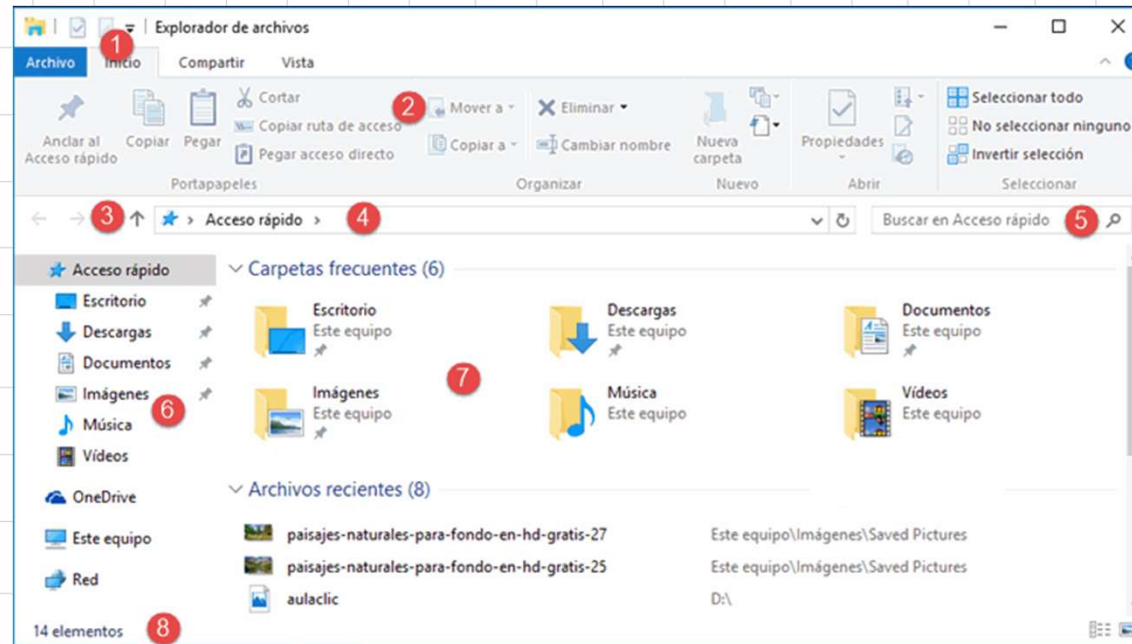 Explorador de archivos
1
Archivo Inicio Compartir Vista
Anclar al
Acceso rápido
Copiar
Pegar
Cortar
Copiar ruta de acceso
Pegar acceso directo
Portapapeles
2
Mover a
Copiar a
Eliminar
Cambiar nombre
Organizar
Nueva
carpeta
Nuevo
Propiedades
Abrir
Seleccionar todo
No seleccionar ninguno
Invertir selección
Seleccionar
3
Acceso rápido
4
Buscar en Acceso rápido
5
Acceso rápido
Escritorio
Descargas
Documentos
Imágenes
6
Música
Vídeos
OneDrive
Este equipo
Red
Carpetas frecuentes (6)
Escritorio
Este equipo
Descargas
Este equipo
Documentos
Este equipo
Imágenes
Este equipo
7
Música
Este equipo
Vídeos
Este equipo
Archivos recientes (8)
paisajes-naturales-para-fondo-en-hd-gratis-27 Este equipo\Imágenes\Saved Pictures
paisajes-naturales-para-fondo-en-hd-gratis-25 Este equipo\Imágenes\Saved Pictures
aulaclic D:\
14 elementos
8